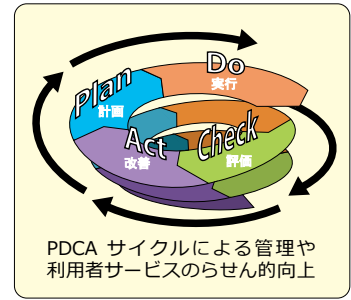 Plan
計画
Do
実行
Check
評価
Act
改善
PDCA サイクルによる管理や
利用者サービスのらせん的向上